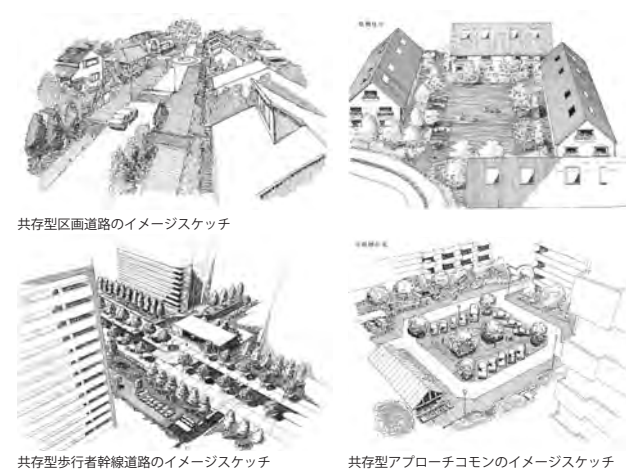 共存型区画道路のイメージスケッチ
共存型歩行者幹線道路のイメージスケッチ
共存型アプローチコモンのイメージスケッチ